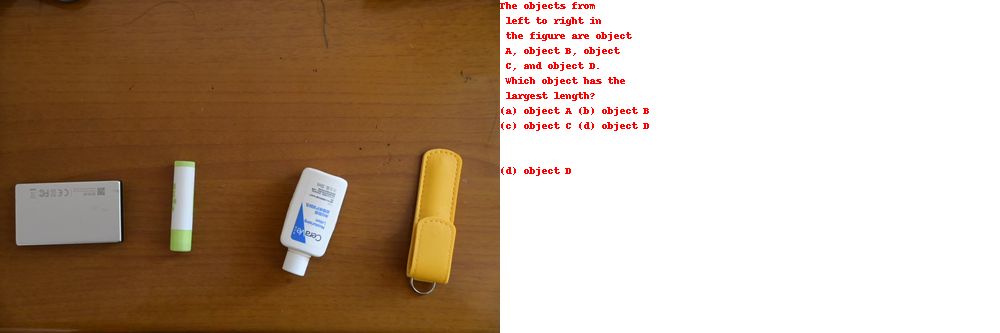 The objects from
left to right in
the figure are object
A, object B, object
C, and object D.
Which object has the
largest length?
(a) object A (b) object B
(c) object C (d) object D
(d) object D
CeraVe